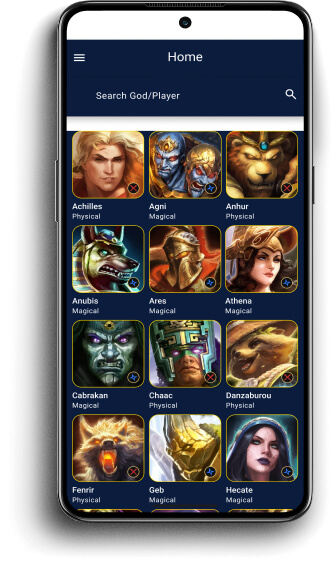 Home
Search God/Player
Achilles
Physical
Agni
Magical
Anhur
Physical
Anubis
Magical
Ares
Magical
Athena
Magical
Cabrakan
Magical
Chaac
Physical
Danzaburou
Physical
Fenrir
Physical
Geb
Magical
Hecate
Magical